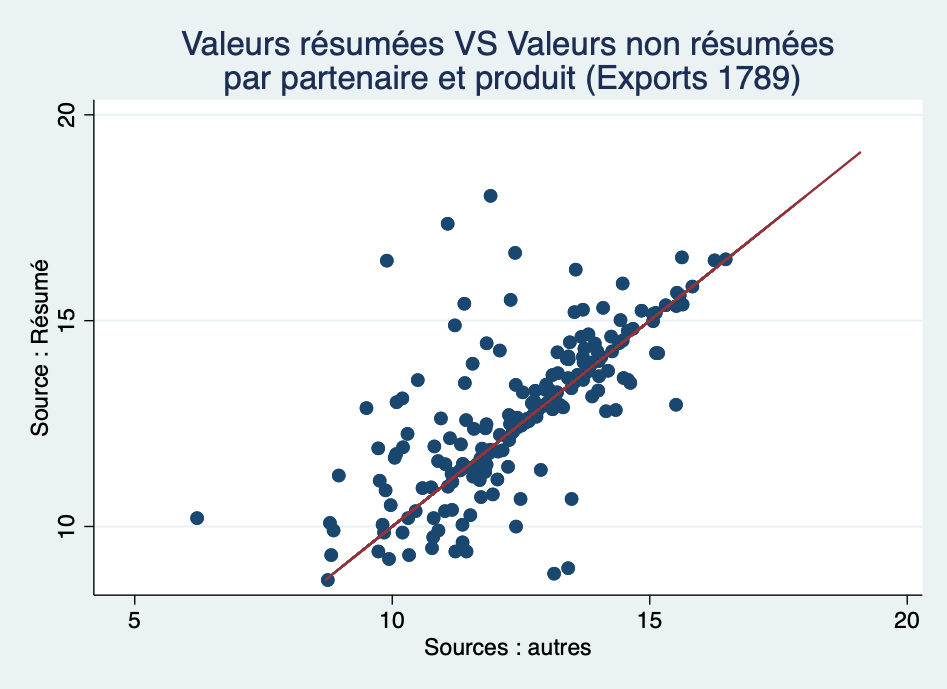 Valeurs résumées VS Valeurs non résumées
par partenaire et produit (Exports 1789)
20
15
10
Source : Résumé
5
10
15
20
Sources : autres